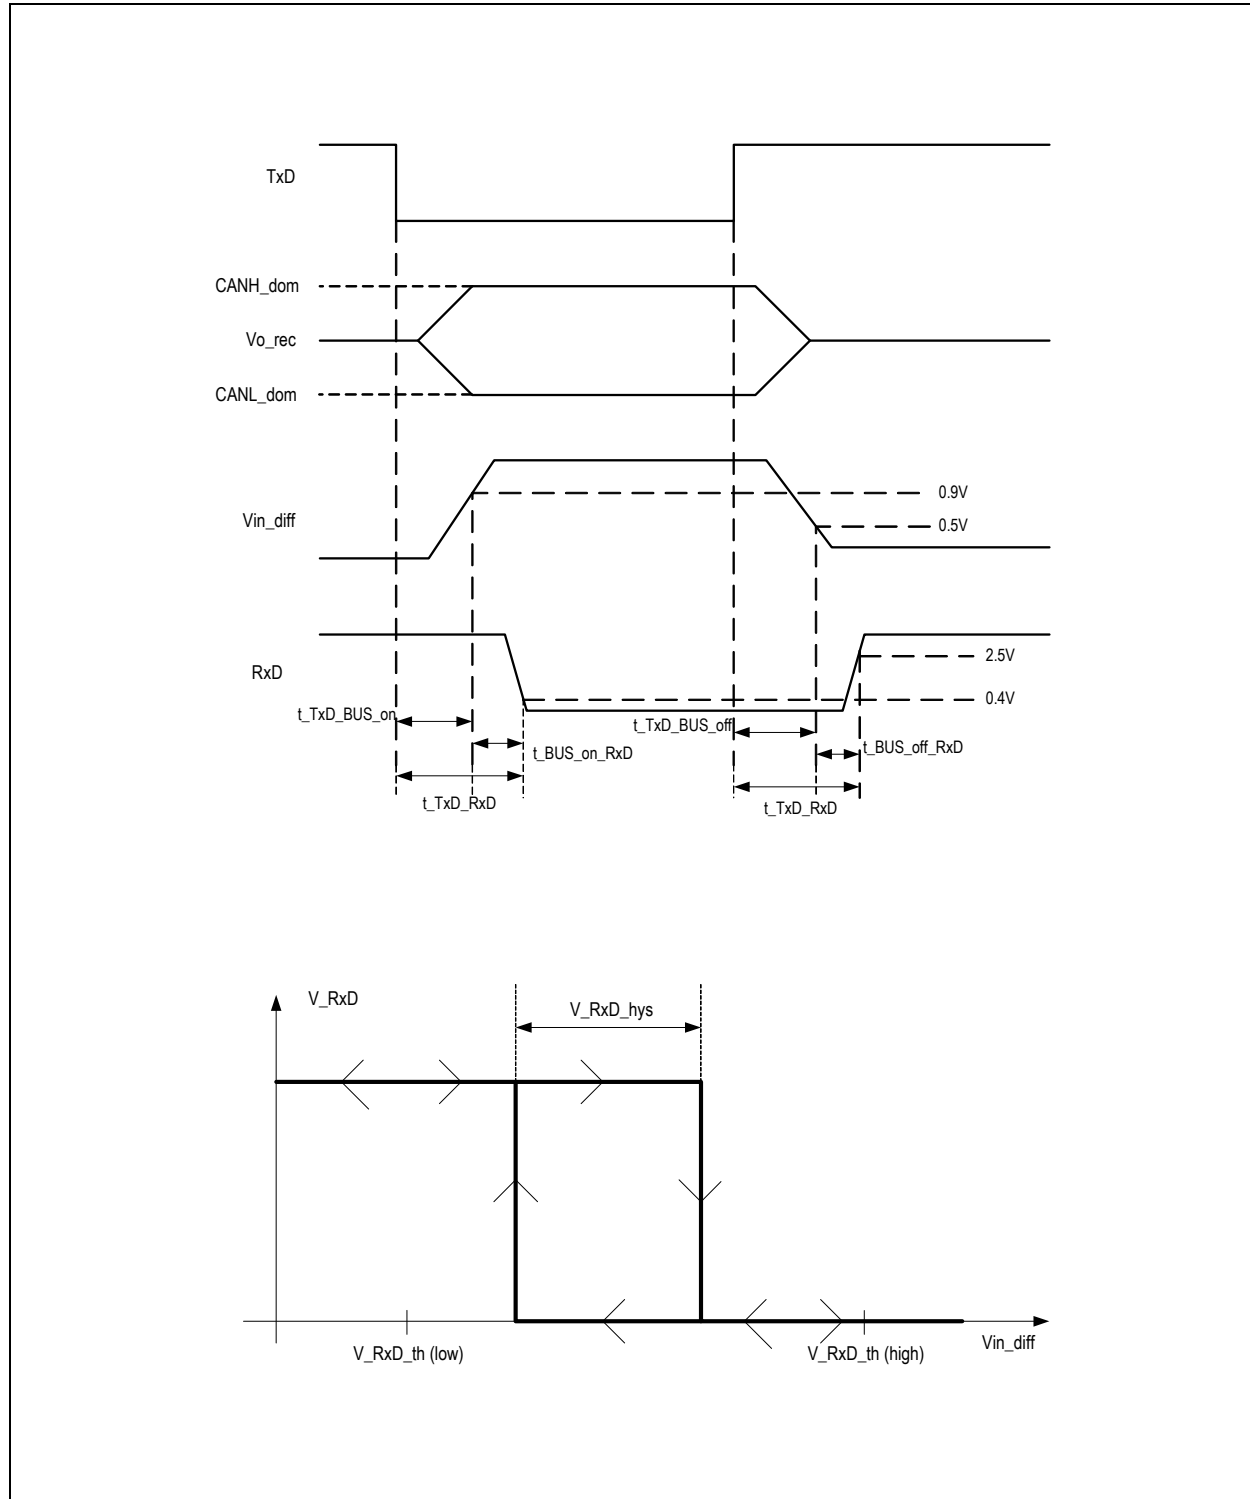 TxD
CANH_dom
Vo_rec
CANL_dom
0.9V
Vin_diff
0.5V
2.5V
RxD
0.4V
t_TxD_BUS_on
t_TxD_BUS_off
t_BUS_on_RxD
t_BUS_off_RxD
t_TxD_RxD
t_TxD_RxD
V_RxD
V_RxD_hys
V_RxD_th (low)
V_RxD_th (high)
Vin_diff